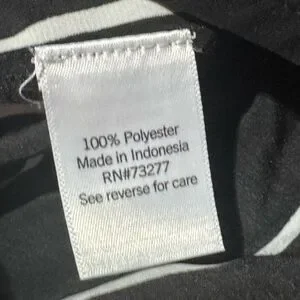 100% Polyester
Made in Indonesia
RN#73277
See reverse for care